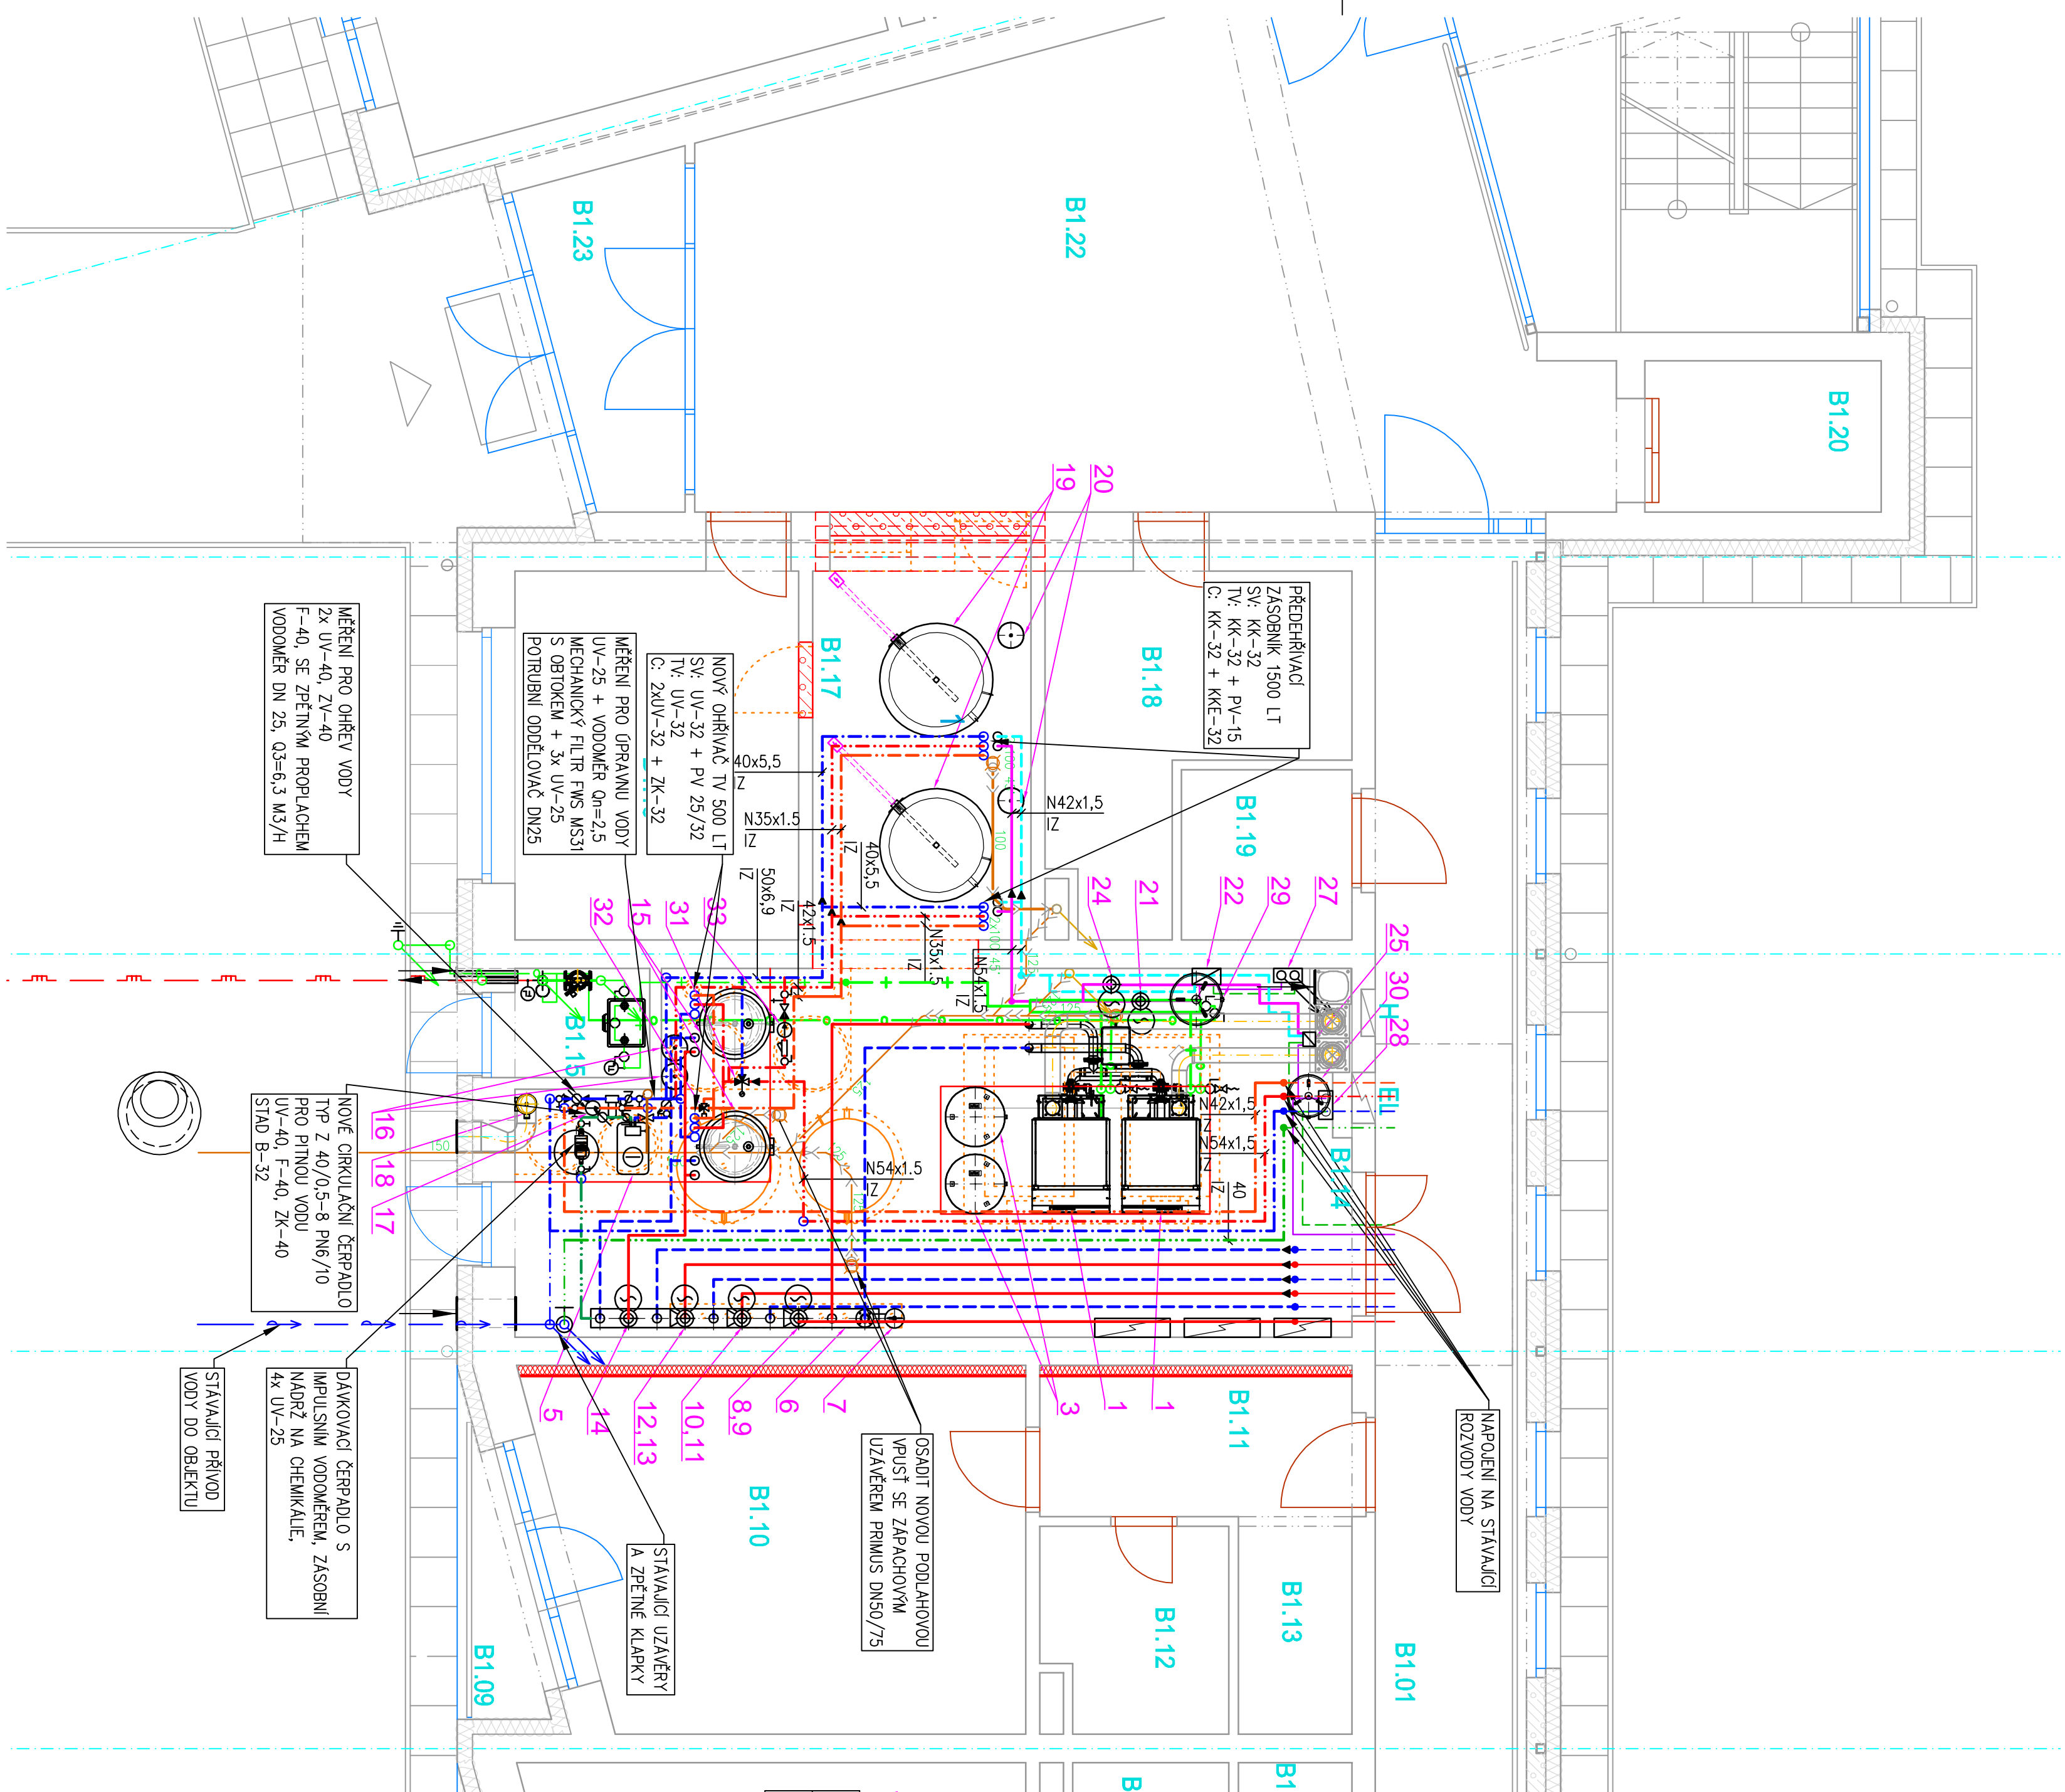 B1.23
B1.22
B1.20
19
20
B1.17
B1.18
B1.19
PŘEDEHŘÍVACÍ
ZÁSOBNÍK 1500 LT
SV: KK-32
TV: KK-32 + PV-15
C: KK-32 + KKE-32
NOVÝ OHŘÍVAČ TV 500 LT
SV: UV-32 + PV 25/32
TV: UV-32
C: 2xUV-32 + ZK-32
MĚŘENÍ PRO ÚPRAVNU VODY
UV-25 + VODOMĚR Qn=2,5
MECHANICKÝ FILTR FWS MS31
S OBTOKEM + 3x UV-25
POTRUBNÍ ODDĚLOVAČ DN25
MĚŘENÍ PRO OHŘEV VODY
2x UV-40, ZV-40
F-40, SE ZPĚTNÝM PROPLACHEM
VODOMĚR DN 25, Q3=6,3 M3/H
40x5,5
IZ
N35x1.5
IZ
N42x1,5
IZ
40x5,5
IZ
50x6,9
IZ
42x1.5
IZ
N35x1.5
IZ
N54x1.5
IZ
100
32
15
31
33
24
21
22
29
27
25
30
28
B1.15
B1.14
N42x1,5
IZ
N54x1,5
IZ
N54x1.5
IZ
40
IZ
150
16
18
17
NOVÉ CIRKULAČNÍ ČERPADLO
TYP Z 40/0,5-8 PN6/10
PRO PITNOU VODU
UV-40, F-40, ZK-40
STAD B-32
NAPOJENÍ NA STÁVAJÍCÍ
ROZVODY VODY
5
14
12,13
10,11
8,9
6
7
3
1
1
B1.11
B1.10
STÁVAJÍCÍ PŘÍVOD
VODY DO OBJEKTU
DÁVKOVACÍ ČERPADLO S
IMPULSNÍM VODOMĚREM, ZÁSOBNÍ
NÁDRŽ NA CHEMIKÁLIE,
4x UV-25
OSADIT NOVOU PODLAHOVOU
VPUSŤ SE ZÁPACHOVÝM
UZÁVĚREM PRIMUS DN50/75
STÁVAJÍCÍ UZÁVĚRY
A ZPĚTNÉ KLAPKY
B1.09
B1.12
B1.13
B1.01